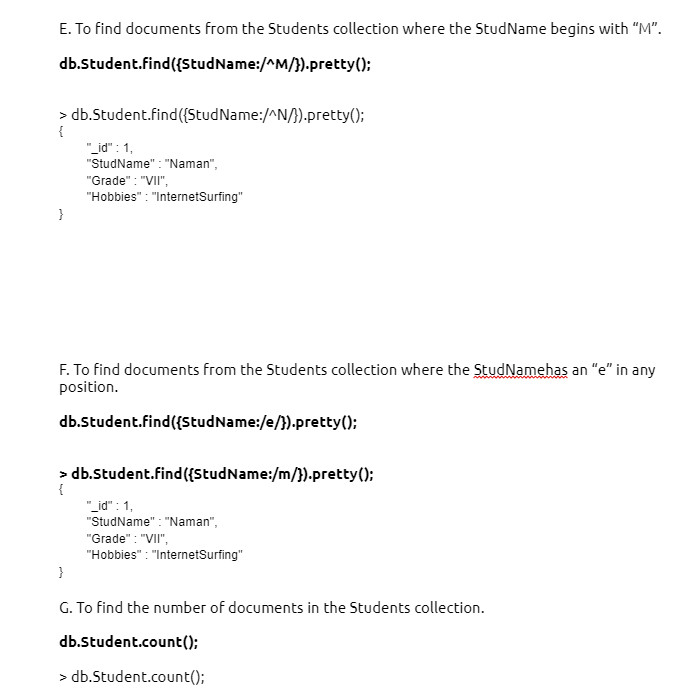 E. To find documents from the Students collection where the StudName begins with “M”.
db.Student.find({StudName:/^M/}).pretty();
> db.Student.find({StudName:/^N/}).pretty();
{
"_id" : 1,
"StudName" : "Naman",
"Grade" : "VII",
"Hobbies" : "InternetSurfing"
}
F. To find documents from the Students collection where the StudNamehas an “e” in any
position.
db.Student.find({StudName:/e/}).pretty();
> db.Student.find({StudName:/m/}).pretty();
{
"_id" : 1,
"StudName" : "Naman",
"Grade" : "VII",
"Hobbies" : "InternetSurfing"
}
G. To find the number of documents in the Students collection.
db.Student.count();
> db.Student.count();